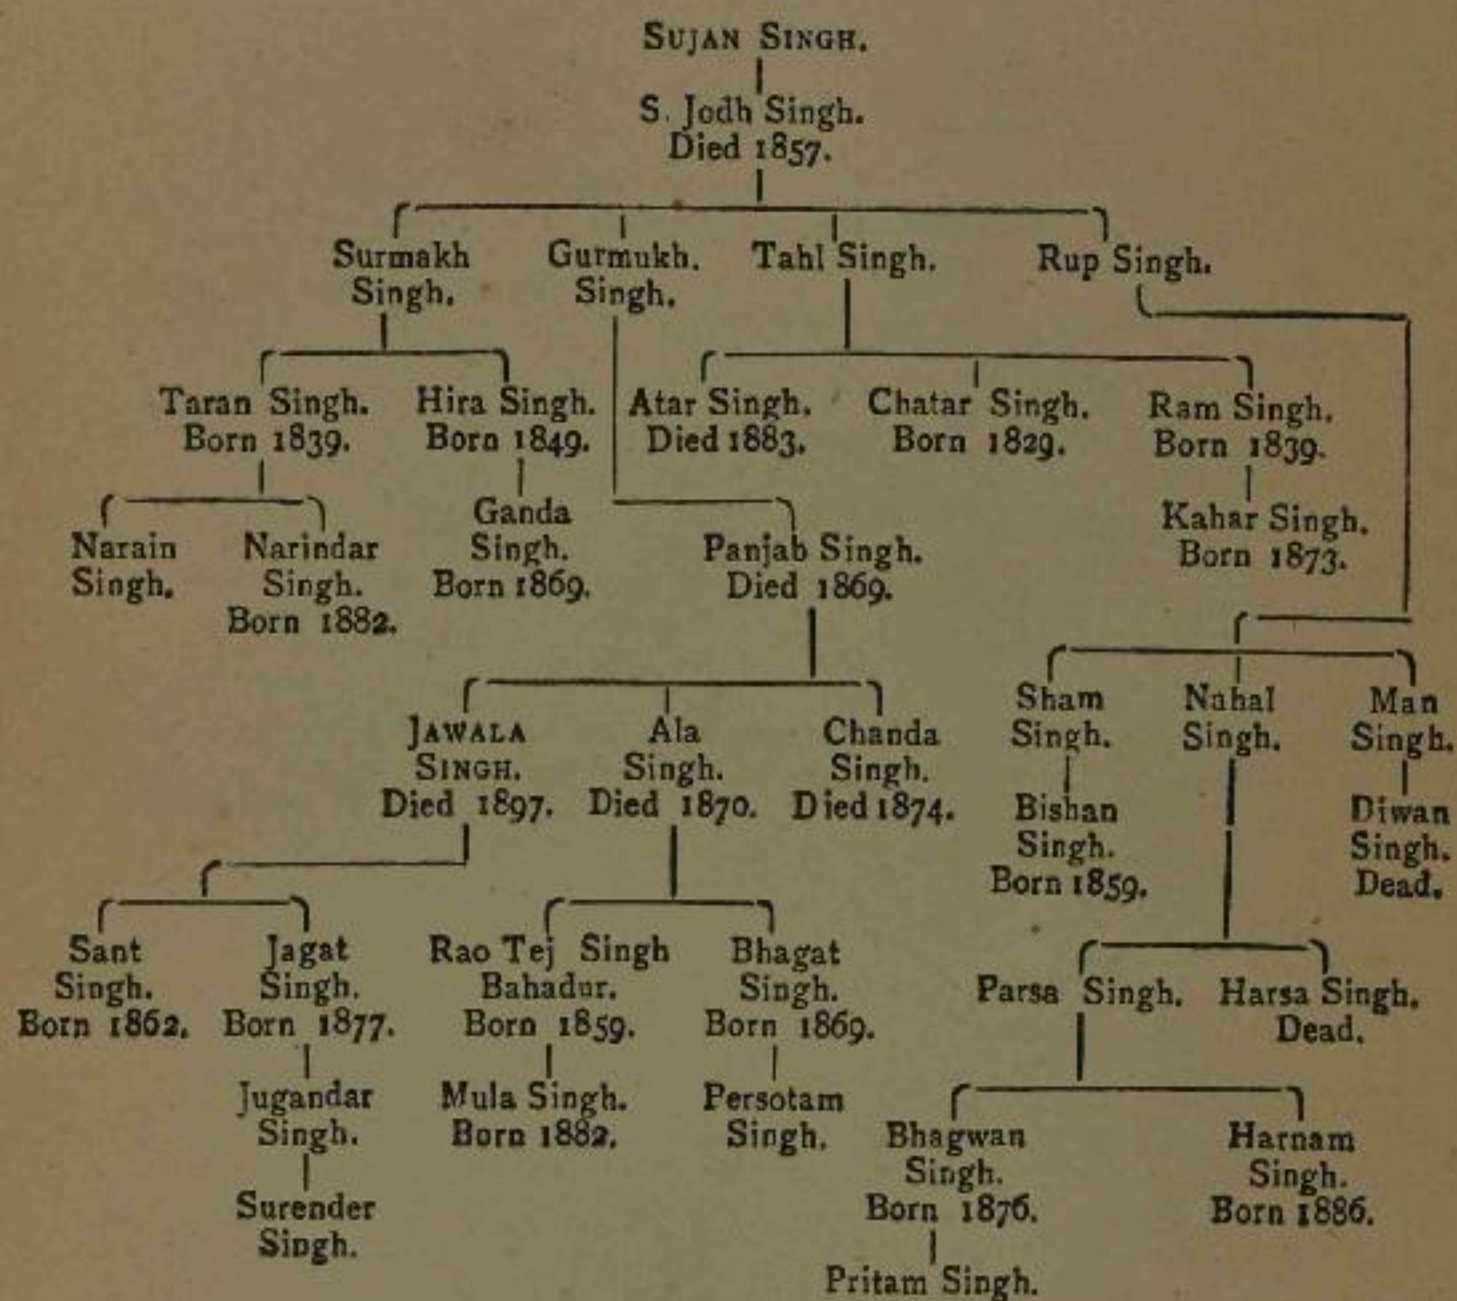 SUJAN SINGH.
S. Jodh Singh.
Died 1857.
Surmakh
Singh.
Gurmukh.
Singh.
Tahl Singh.
Rup Singh.
Taran Singh.
Born 1839.
Hira Singh.
Born 1849.
Atar Singh.
Died 1883.
Chatar Singh.
Born 1829.
Ram Singh.
Born 1839.
Narain
Singh.
Narindar
Singh.
Born 1882.
Ganda
Singh.
Born 1869.
Panjab Singh.
Died 1869.
Kahar Singh.
Born 1873.
JAWALA
SINGH.
Died 1897.
Ala
Singh.
Died 1870.
Chanda
Singh.
Died 1874.
Sham
Singh.
Nahal
Singh.
Man
Singh.
Bishan
Singh.
Born 1859.
Diwan
Singh.
Dead.
Sant
Singh.
Born 1862.
Jagat
Singh.
Born 1877.
Rao Tej Singh
Bahadur.
Born 1859.
Bhagat
Singh.
Born 1869.
Parsa Singh.
Harsa Singh.
Dead.
Jugandar
Singh.
Mula Singh.
Born 1882.
Persotam
Singh.
Bhagwan
Singh.
Born 1876.
Harnam
Singh.
Born 1886.
Surender
Singh.
Pritam Singh.